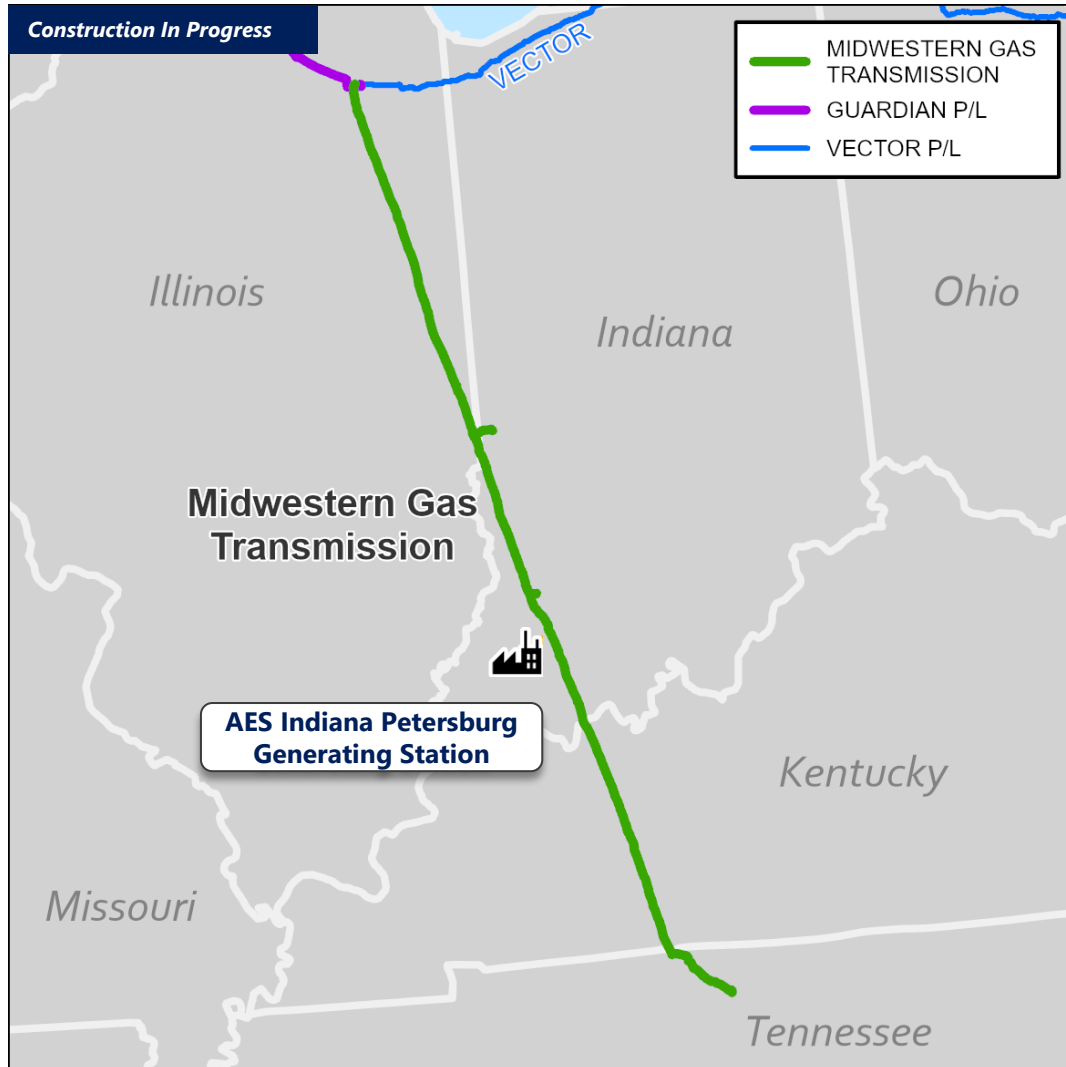 Construction In Progress
VECTOR
MIDWESTERN GAS
TRANSMISSION
GUARDIAN P/L
VECTOR P/L
Illinois
Indiana
Ohio
Midwestern Gas
Transmission
AES Indiana Petersburg
Generating Station
Kentucky
Missouri
Tennessee